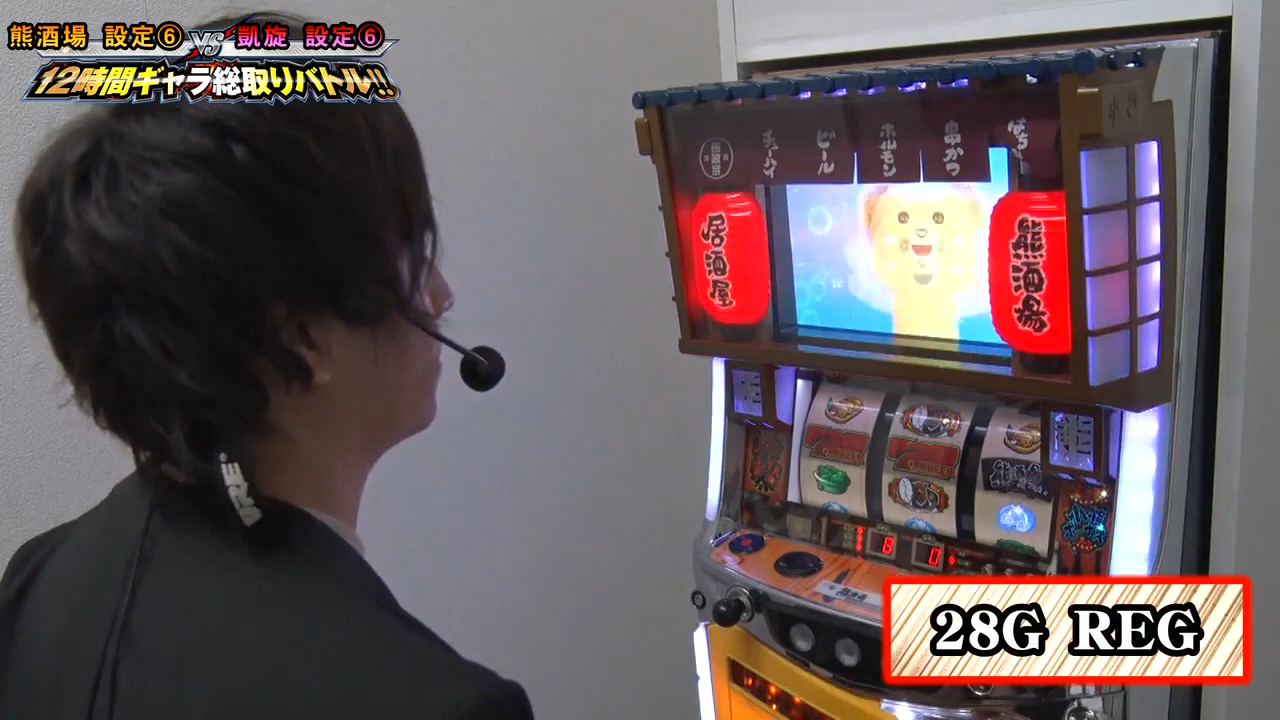 熊酒場 設定⑥ VS 凱旋 設定⑥
12時間ギャラ総取りバトル!!
チューハイ
ビール
ホルモン
串かつ
居酒屋
熊酒場
28G REG